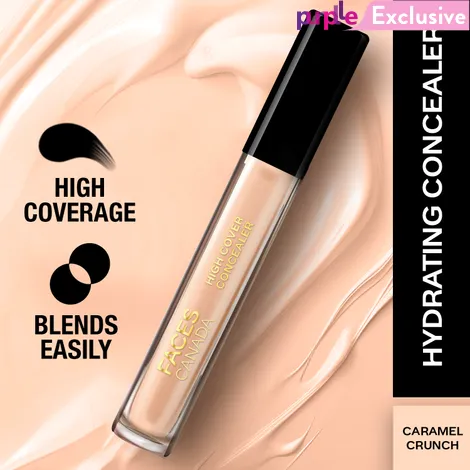 purple Exclusive
HIGH
COVERAGE
BLENDS
EASILY
FACES
CANADA
HIGH COVER
CONCEALER
HYDRATING CONCEALER
CARAMEL
CRUNCH